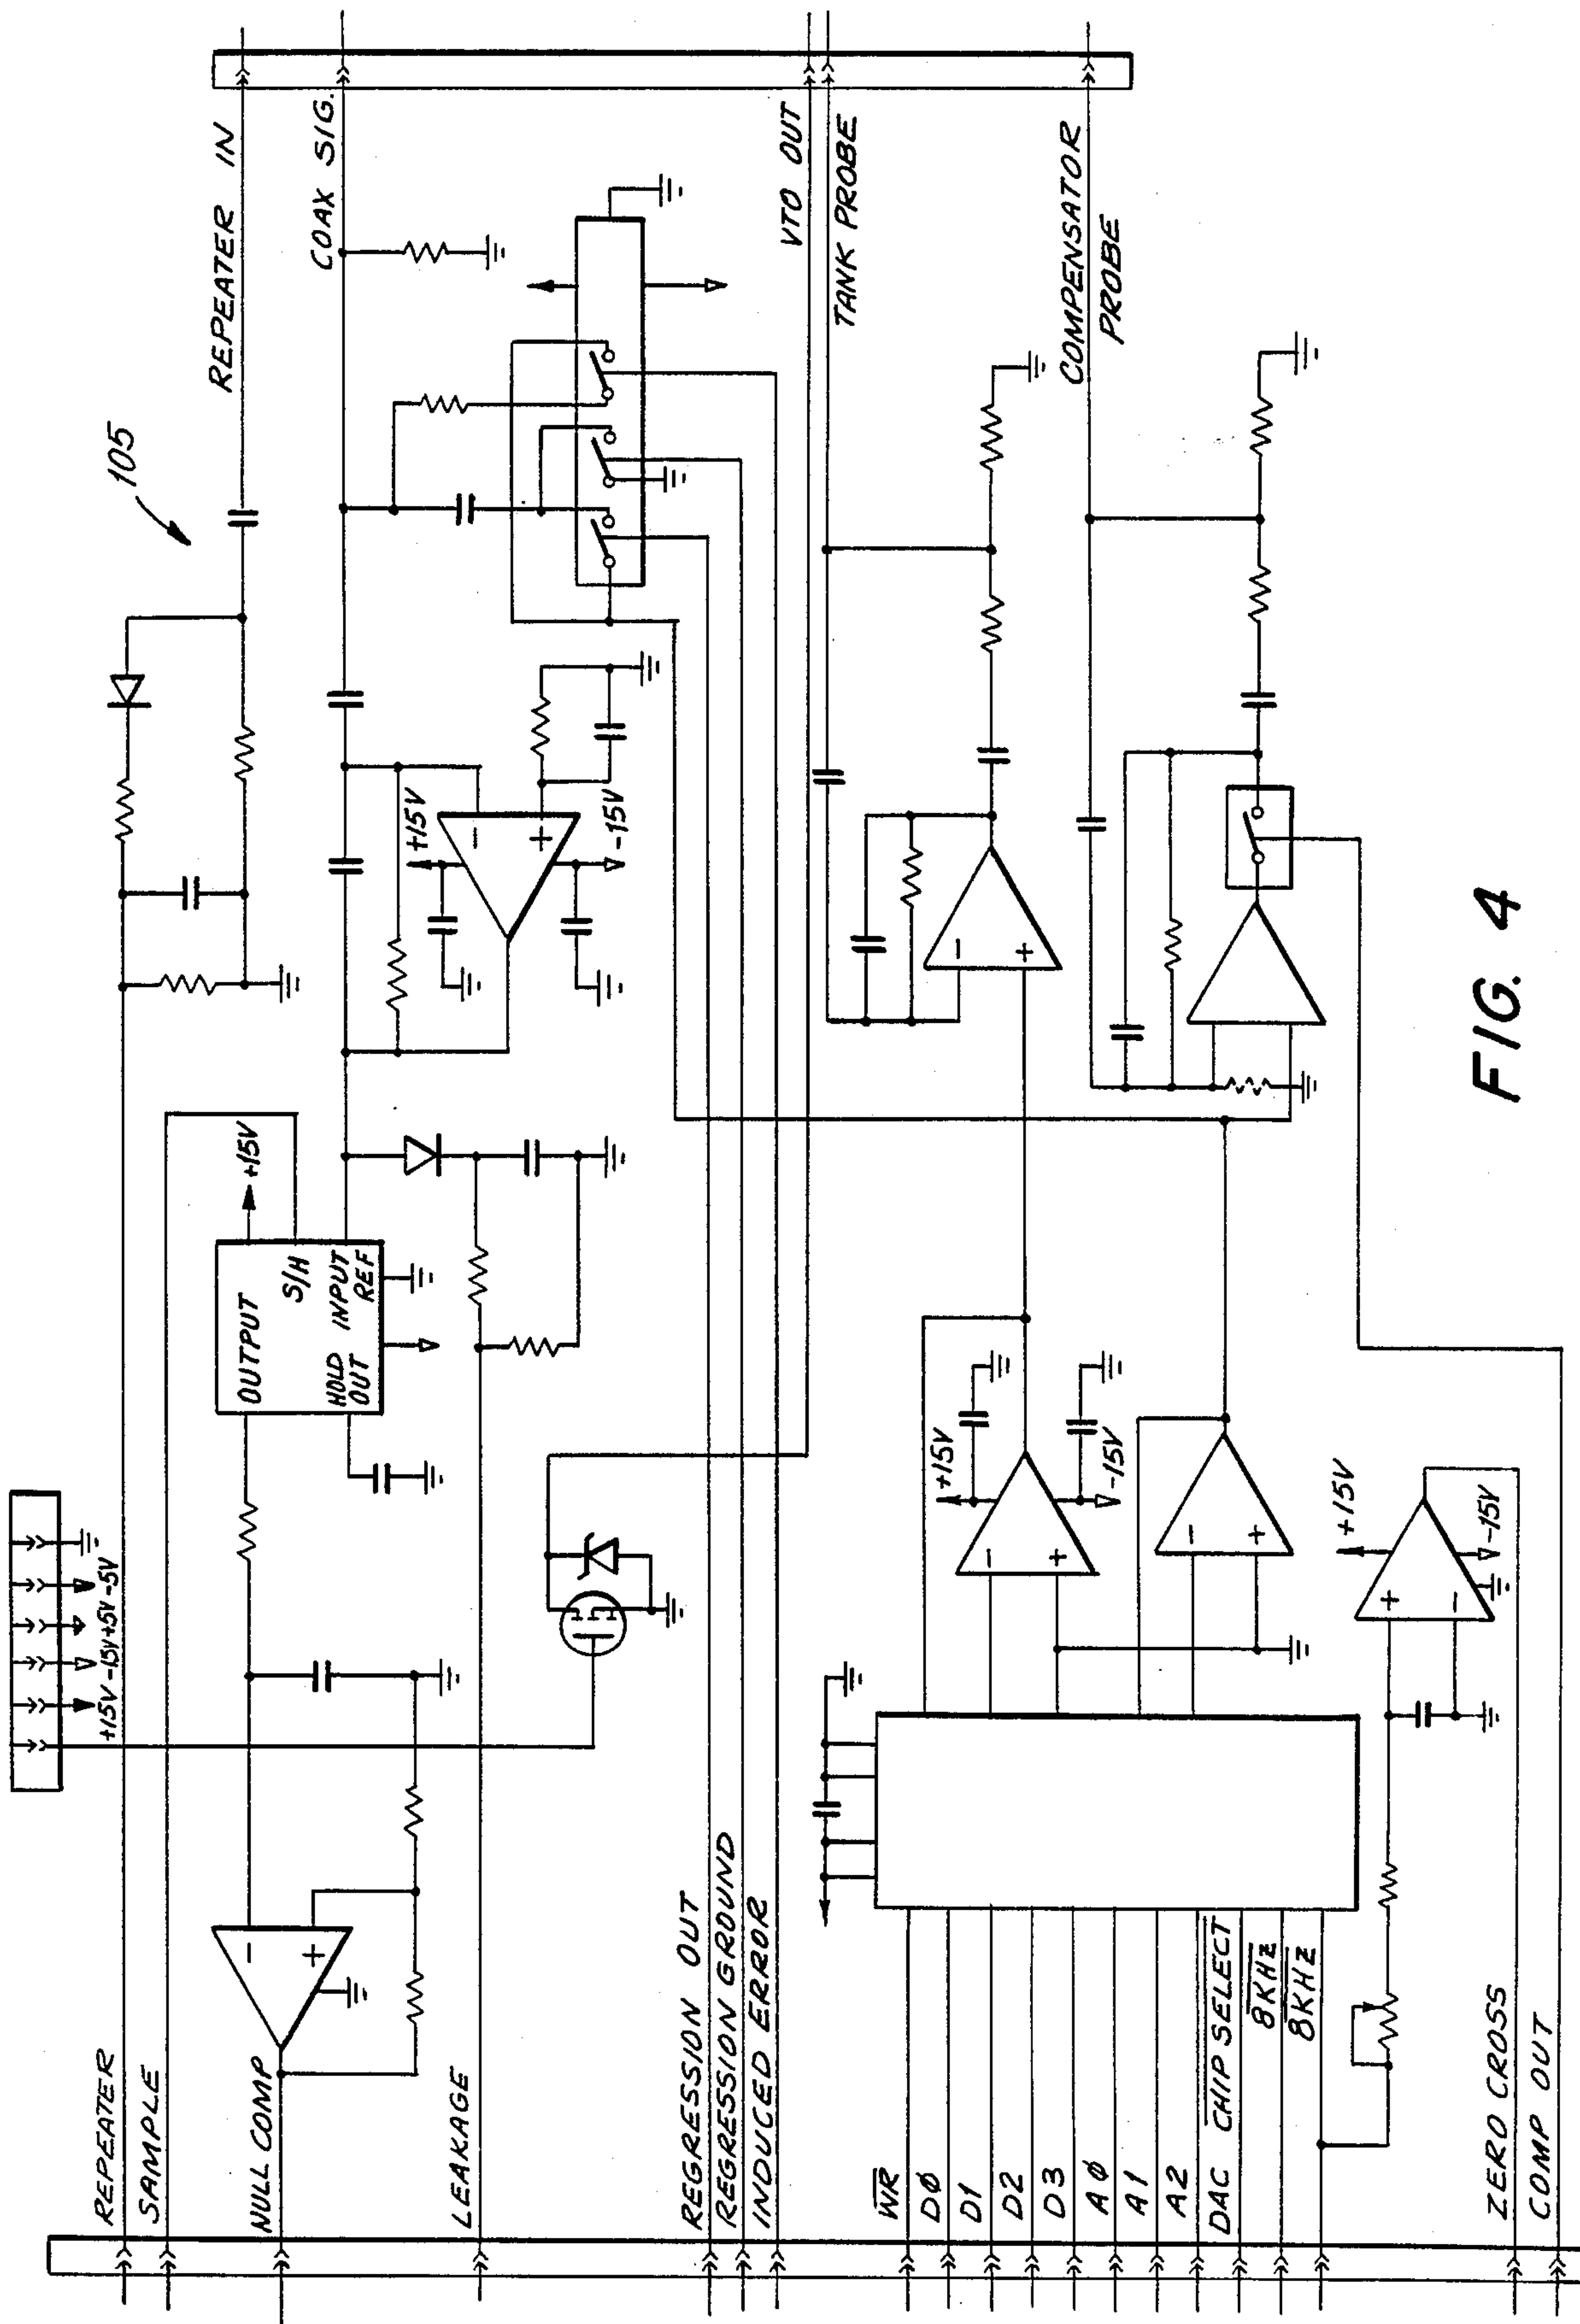 105
REPEATER IN
COAX SIG.
VTO OUT
TANK PROBE
COMPENSATOR
PROBE
+15V -15V +5V -5V
REPEATER
SAMPLE
NULL COMP
LEAKAGE
REGRESSION OUT
REGRESSION GROUND
INDUCED ERROR
OUTPUT
+15V
S/H
HOLD INPUT
OUT REF
-
+
+15V
-
+
-15V
-
+
+15V
-
+
-15V
-
+
+15V
+
-
-15V
WR
DØ
D1
D2
D3
AØ
A1
A2
DAC CHIP SELECT
8KHz
8KHz
ZERO CROSS
COMP OUT
FIG. 4